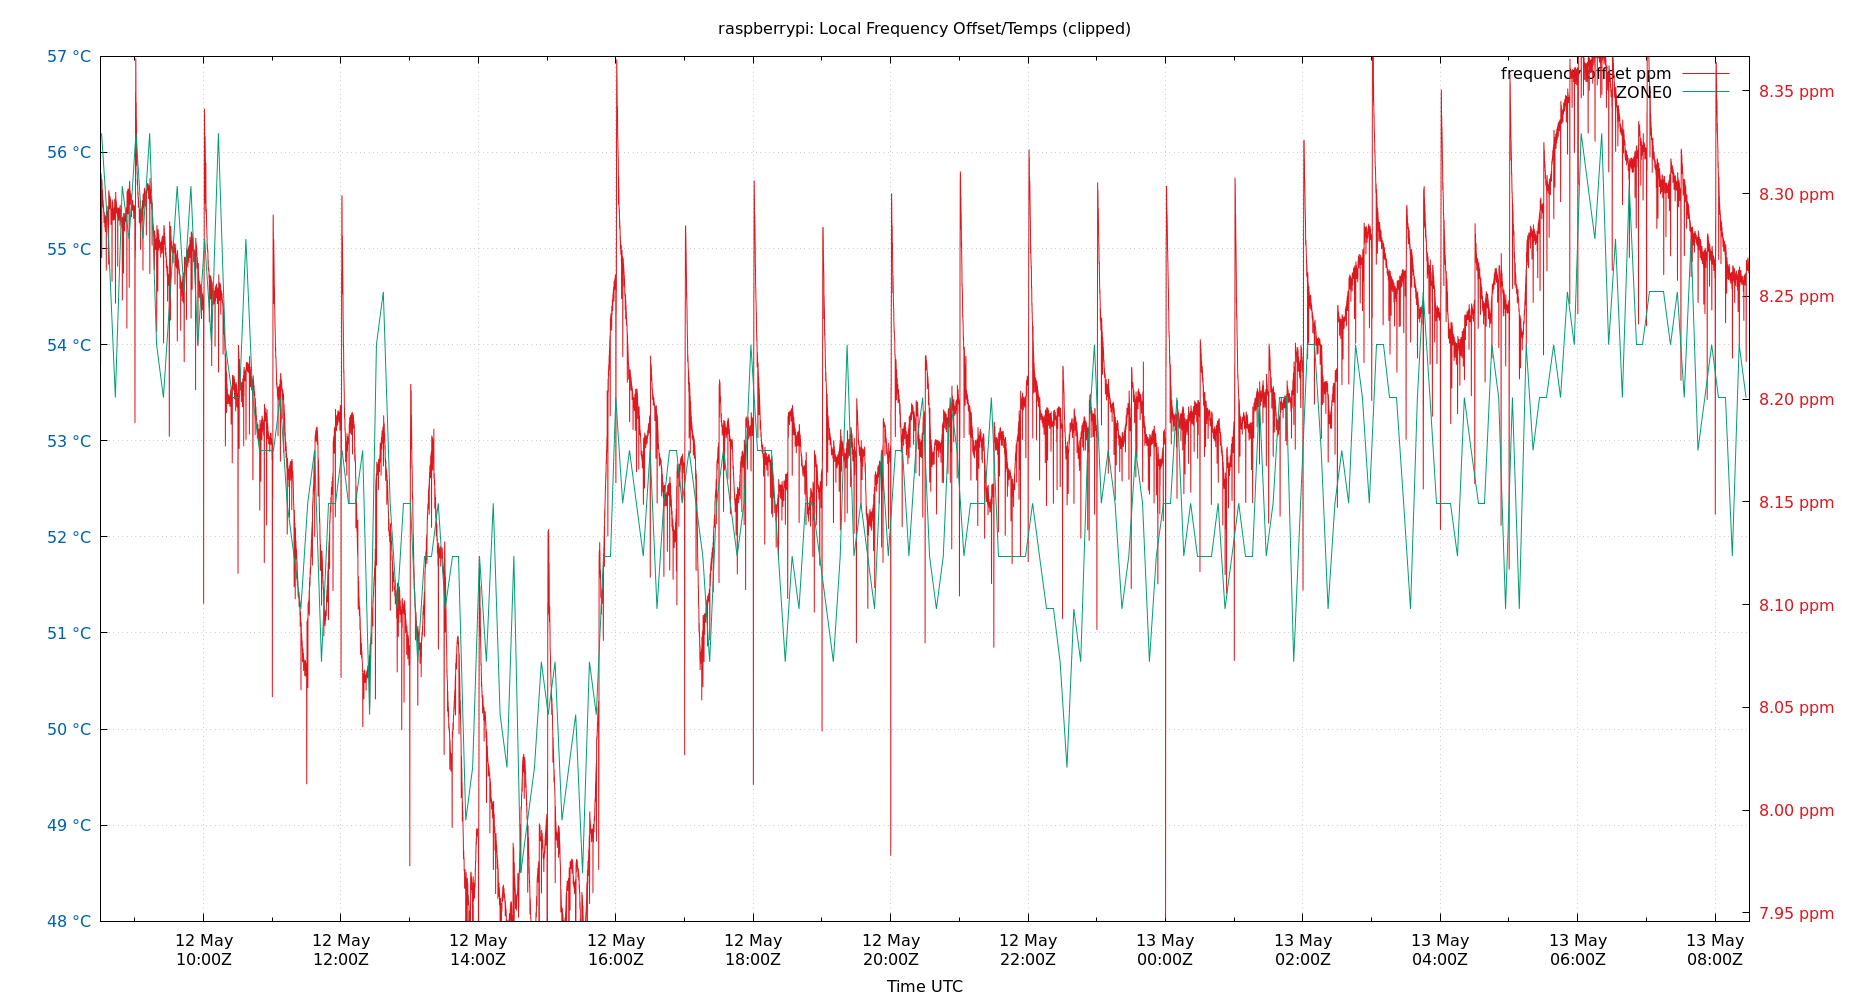 raspberrypi: Local Frequency Offset/Temps (clipped)
57 °C
56 °C
55 °C
54 °C
53 °C
52 °C
51 °C
50 °C
49 °C
48 °C
frequency offset ppm
ZONE0
8.35 ppm
8.30 ppm
8.25 ppm
8.20 ppm
8.15 ppm
8.10 ppm
8.05 ppm
8.00 ppm
7.95 ppm
12 May
10:00Z
12 May
12:00Z
12 May
14:00Z
12 May
16:00Z
12 May
18:00Z
12 May
20:00Z
12 May
22:00Z
13 May
00:00Z
13 May
02:00Z
13 May
04:00Z
13 May
06:00Z
13 May
08:00Z
Time UTC